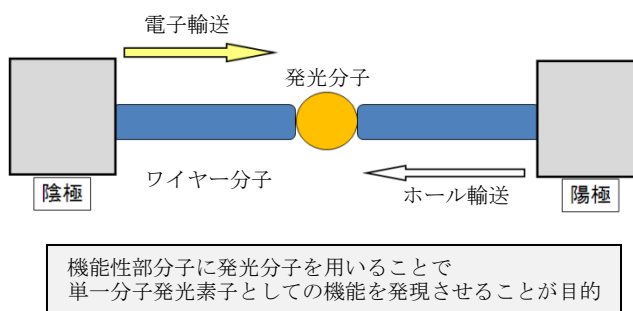 電子輸送
発光分子
陰極
ワイヤー分子
ホール輸送
陽極
機能性部分子に発光分子を用いることで
単一分子発光素子としての機能を発現させることが目的